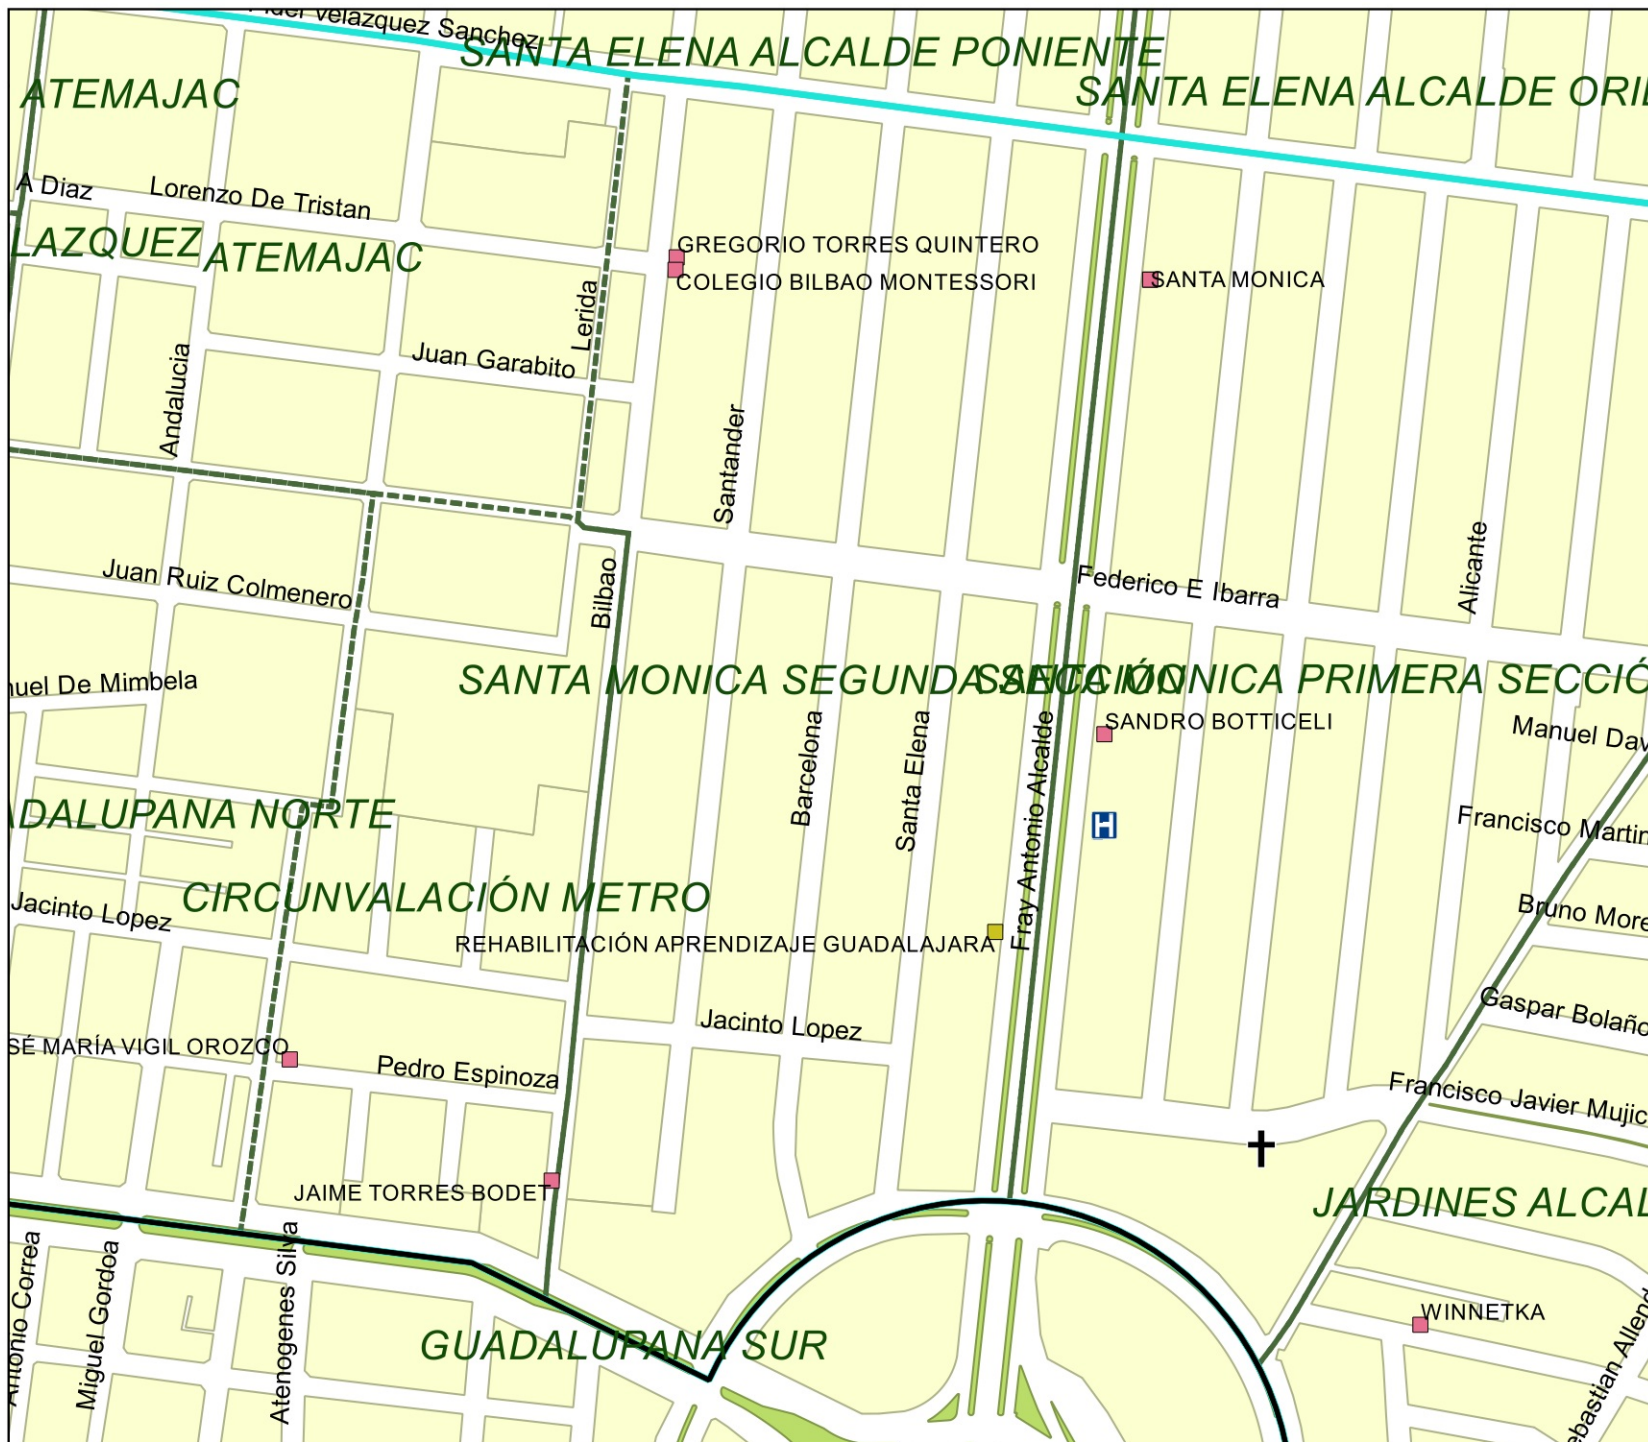 Velazquez Sanchez
SANTA ELENA ALCALDE PONIENTE
SANTA ELENA ALCALDE ORIE
ATEMAJAC
A Diaz
Lorenzo De Tristan
LAZQUEZ
ATEMAJAC
GREGORIO TORRES QUINTERO
COLEGIO BILBAO MONTESSORI
SANTA MONICA
Lerida
Andalucia
Juan Garabito
Santander
Juan Ruiz Colmenero
Bilbao
Federico E Ibarra
Alicante
nuel De Mimbela
SANTA MONICA SEGUNDA SECCIÓN
SANTA MONICA PRIMERA SECCIÓ
SANDRO BOTTICELI
Manuel Dav
Barcelona
Santa Elena
Fray Antonio Alcalde
H
ADALUPANA NORTE
Francisco Martin
CIRCUNVALACIÓN METRO
Jacinto Lopez
Bruno More
REHABILITACIÓN APRENDIZAJE GUADALAJARA
Gaspar Bolaño
Jacinto Lopez
SÉ MARÍA VIGIL OROZCO
Pedro Espinoza
Francisco Javier Mujic
JAIME TORRES BODET
JARDINES ALCAL
Antonio Correa
Miguel Gordoa
Atenogenes Silva
GUADALUPANA SUR
WINNETKA
ebastian Allend